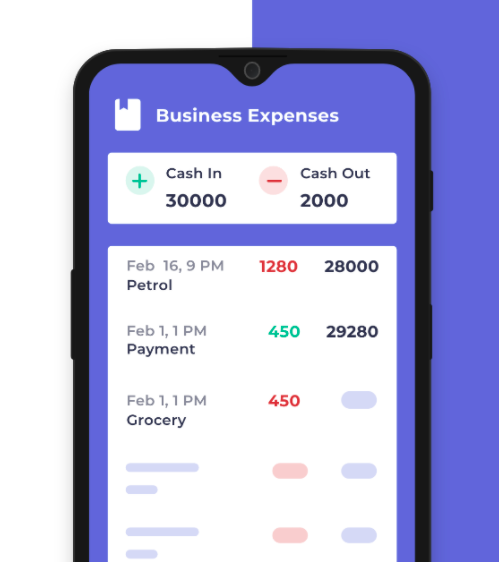 Business Expenses
Cash In Cash Out
30000 2000
Feb 16, 9 PM 1280 28000
Petrol
Feb 1, 1 PM 450 29280
Payment
Feb 1, 1 PM 450
Grocery